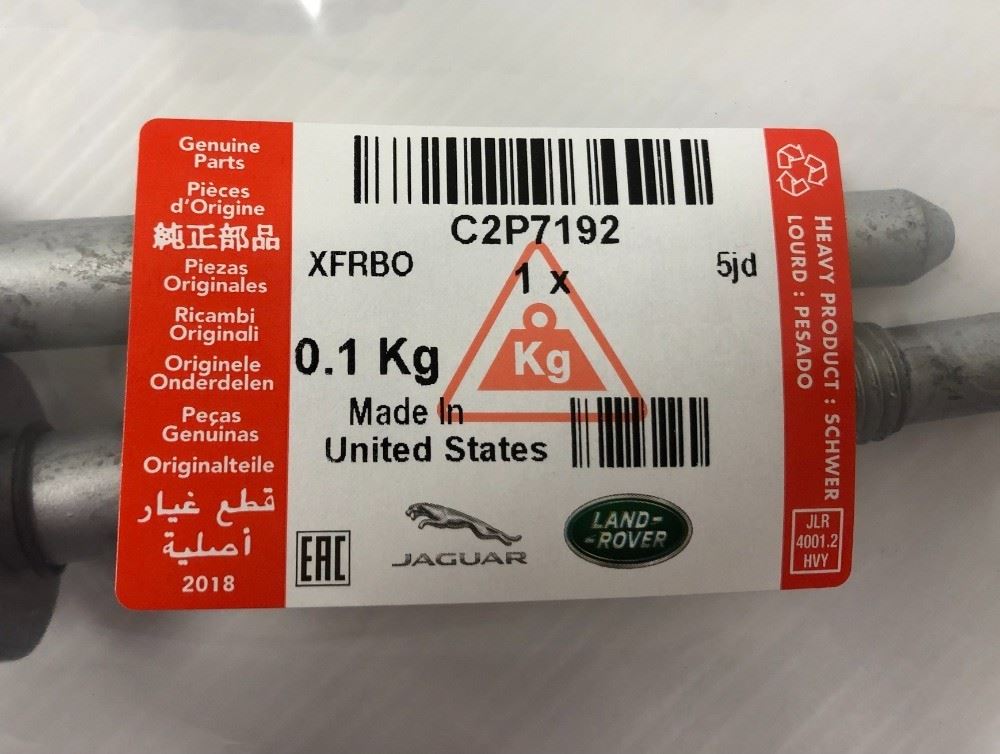 Genuine
Parts
Pièces
d'Origine
純正部品
Piezas
Originales
Ricambi
Originali
Originele
Onderdelen
Peças
Genuinas
Originalteile
قطع غيار
أصلية
2018
C2P7192
XFRBO
1 x
5jd
0.1 Kg
Kg
Made In
United States
EAC
JAGUAR
LAND-
-ROVER
HEAVY PRODUCT : SCHWER
LOURD : PESADO
JLR
4001.2
HVY